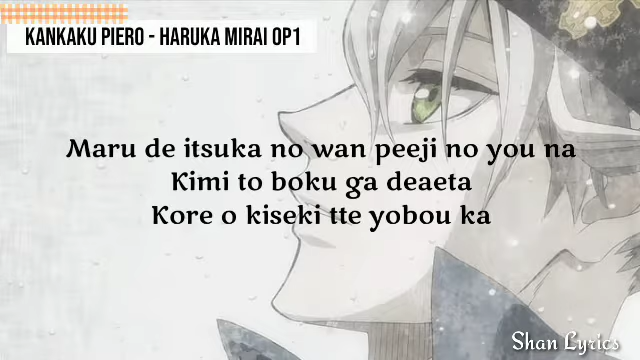 KANKAKU PIERO - HARUKA MIRAI OP1
Maru de itsuka no wan peeji no you na
Kimi to boku ga deaeta
Kore o kiseki tte yobou ka
Shan Lyrics